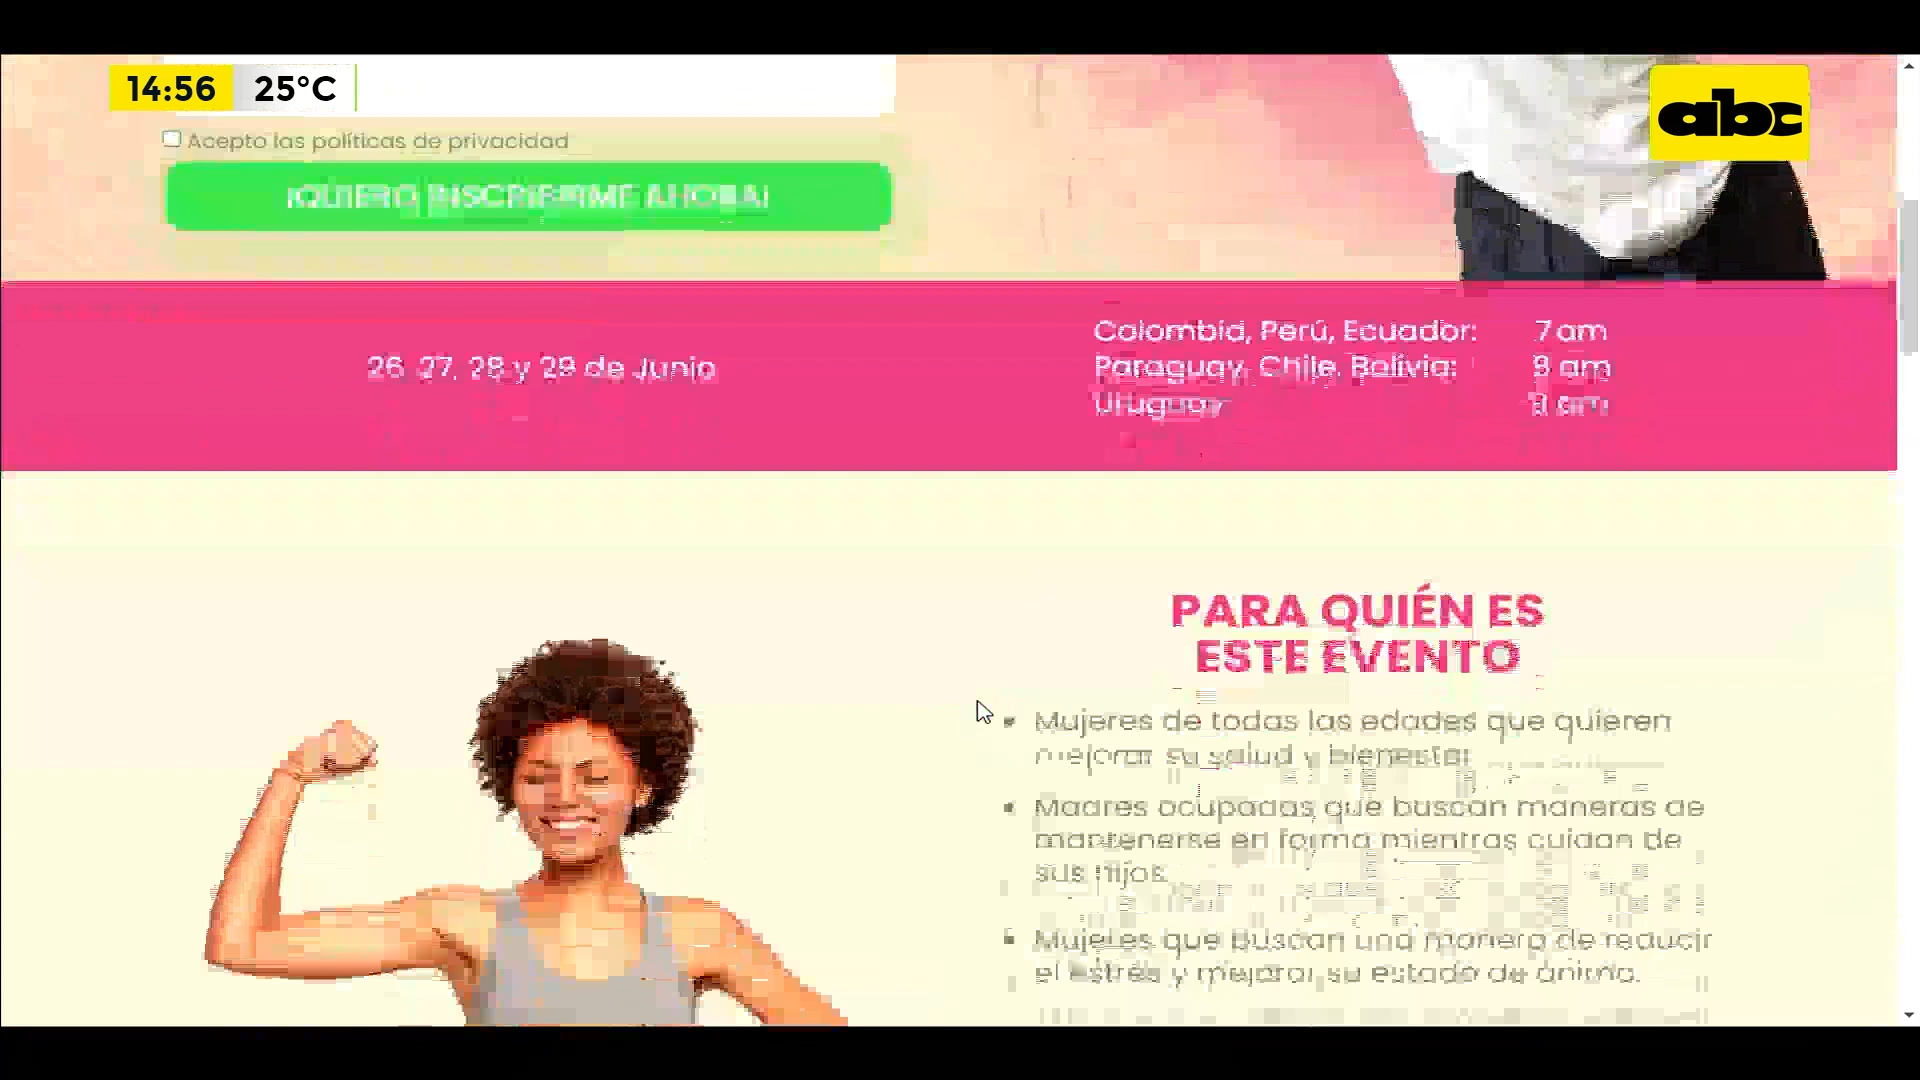 14:56 25°C
abc
Acepto las políticas de privacidad
¡QUIERO INSCRIBIRME AHORA!
26, 27, 28 y 29 de Junio
Colombia, Perú, Ecuador: 7 am
Paraguay, Chile, Bolivia: 8 am
Uruguay
PARA QUIÉN ES
ESTE EVENTO
Mujeres de todas las edades que quieren
mejorar su salud y bienestar
Madres ocupadas que buscan maneras de
mantenerse en forma mientras cuidan de
sus hijos.
Mujeres que buscan una manera de reducir
el estrés y mejorar su estado de ánimo.